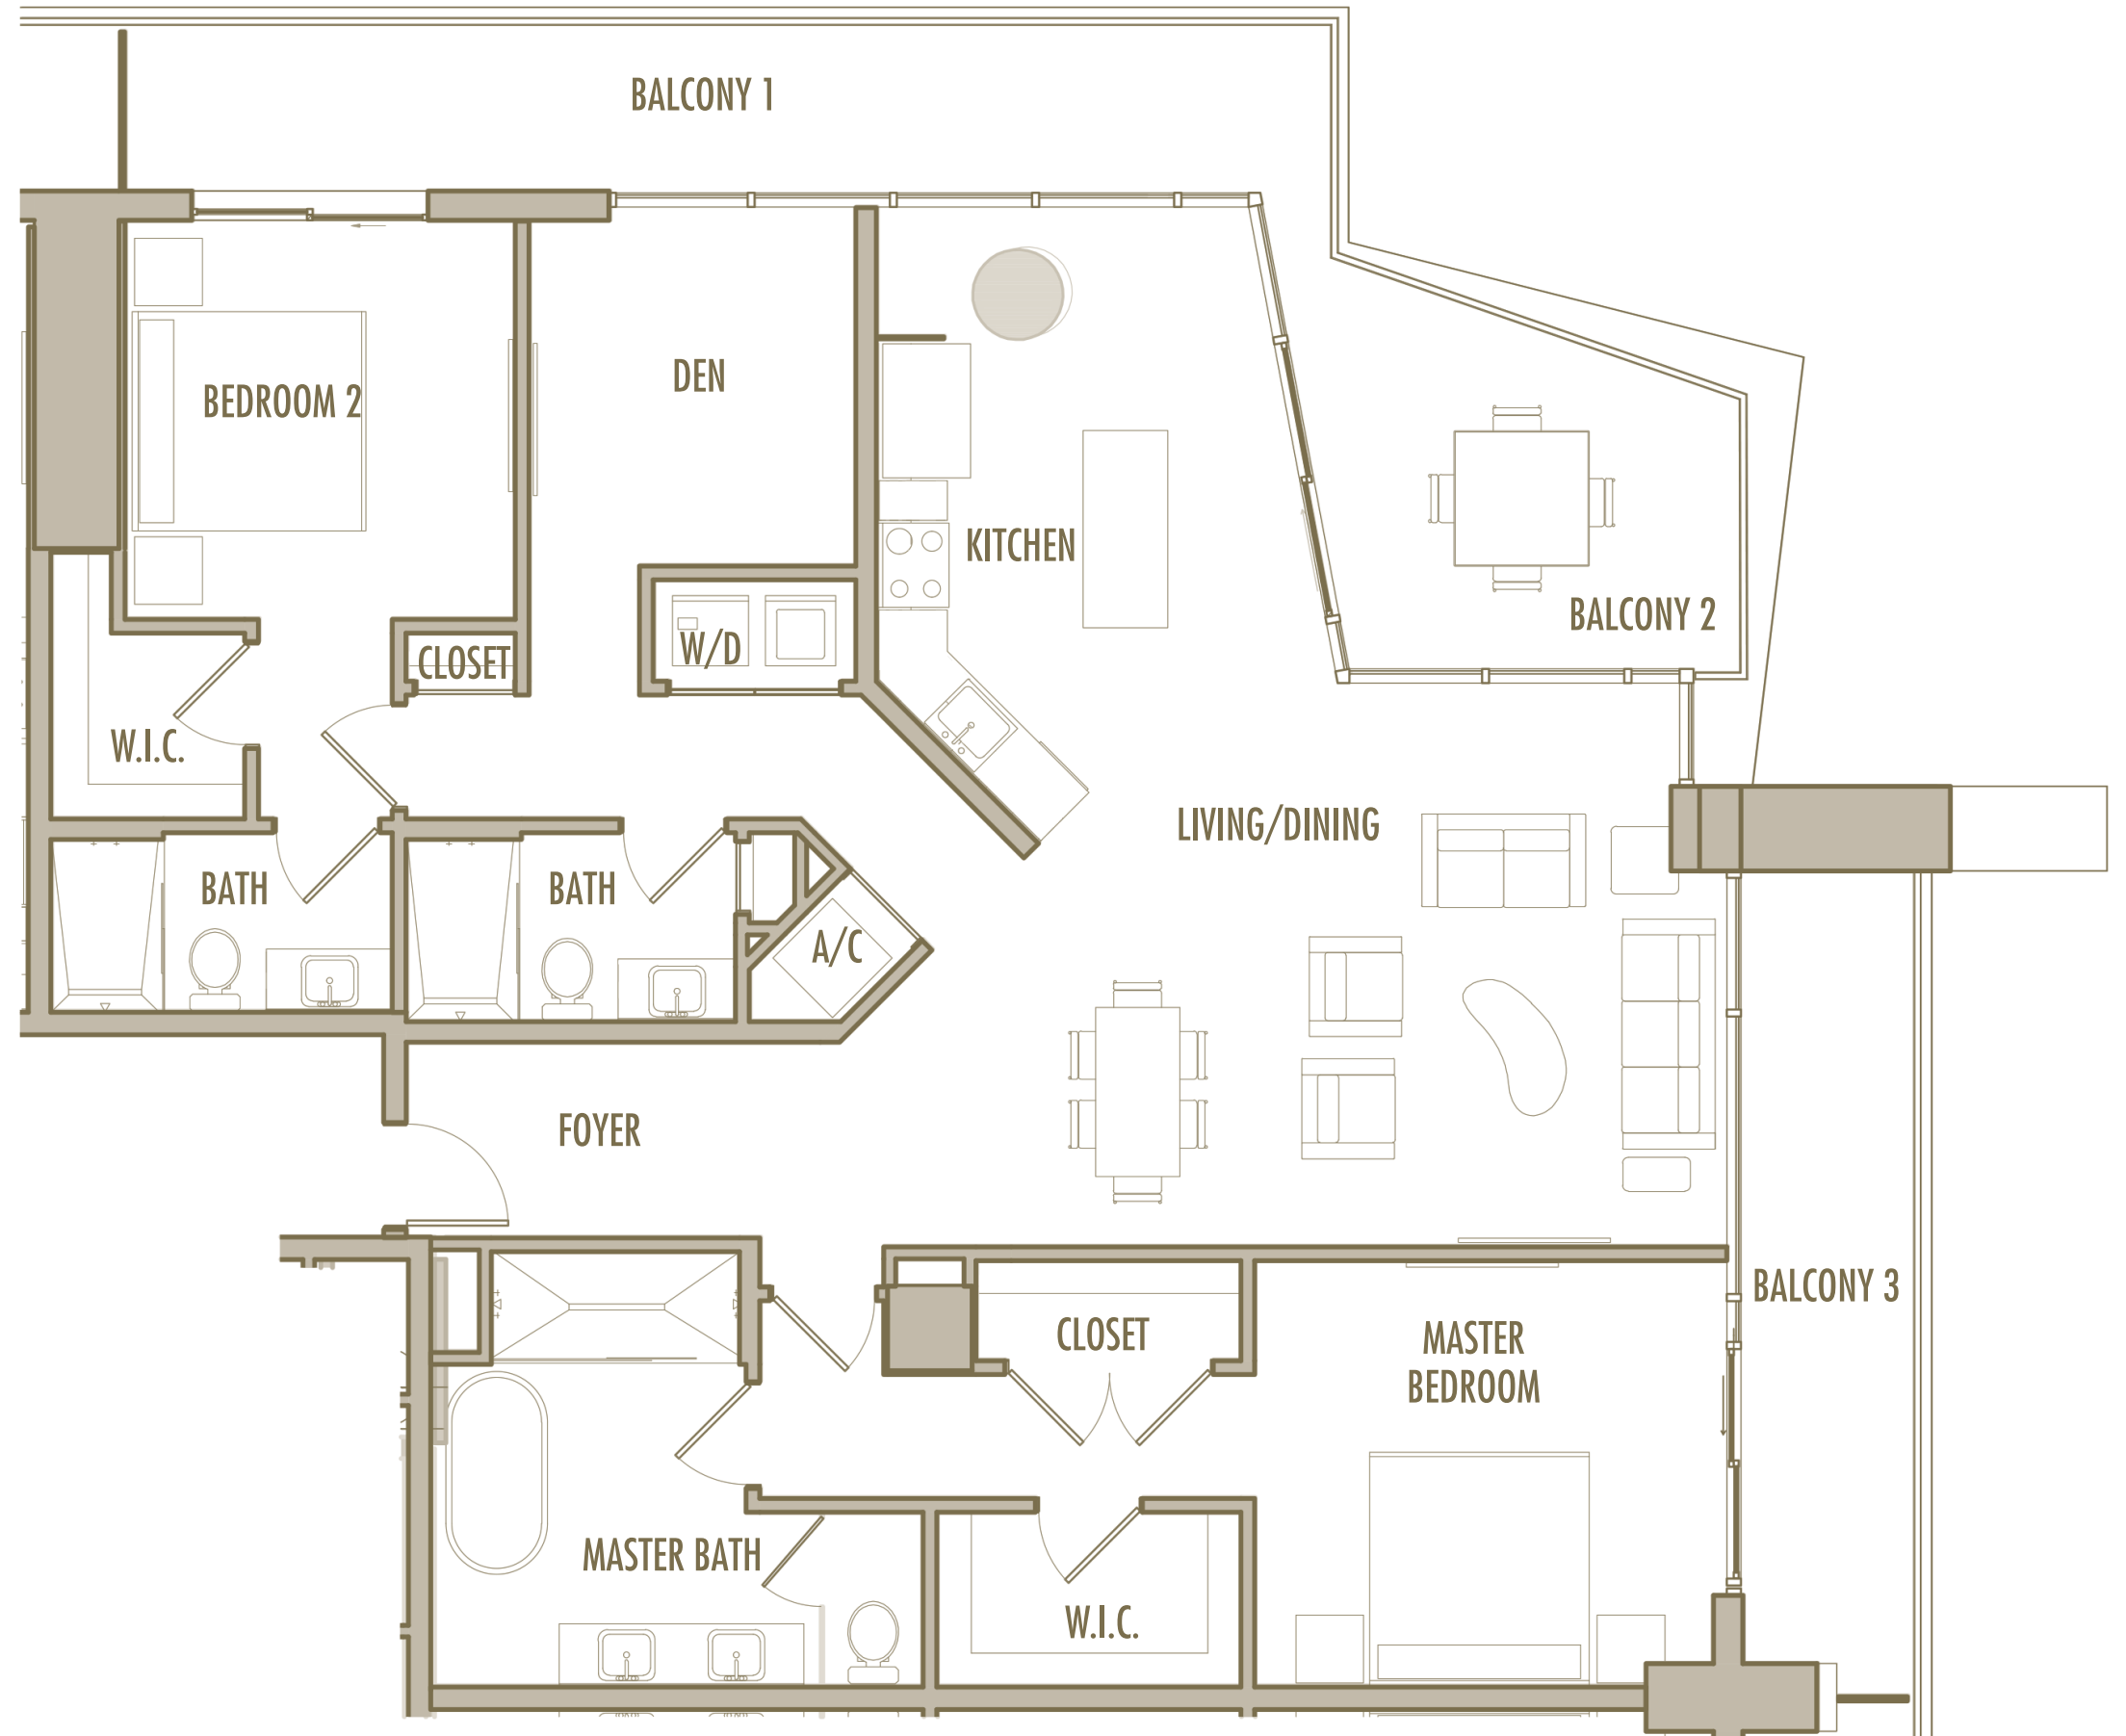 BALCONY 1
DEN
BEDROOM 2
KITCHEN
BALCONY 2
W/D
CLOSET
W.I.C.
LIVING/DINING
BATH
BATH
A/C
FOYER
BALCONY 3
CLOSET
MASTER
BEDROOM
MASTER BATH
W.I.C.